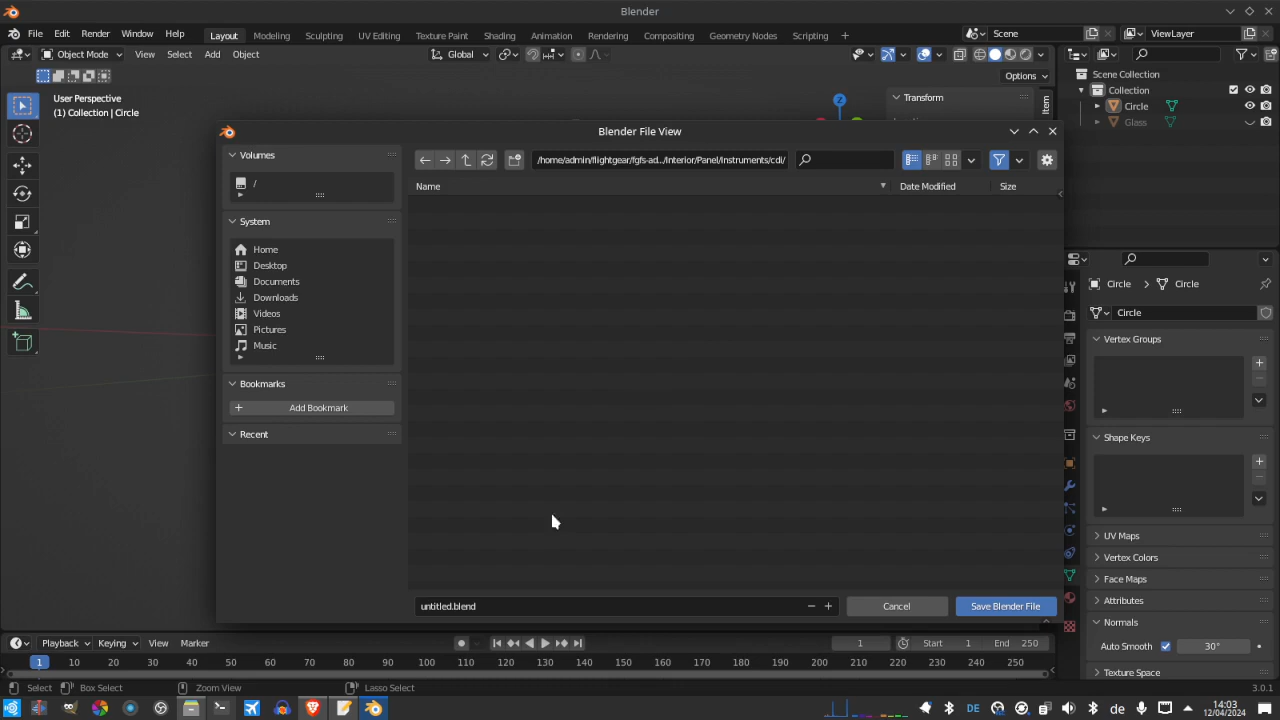 Blender
File Edit Render Window Help Layout Modeling Sculpting UV Editing Texture Paint Shading Animation Rendering Compositing Geometry Nodes Scripting + Scene ViewLayer
Object Mode View Select Add Object Global
Options
User Perspective
(1) Collection | Circle
Transform
Item
Z
Scene Collection
Collection
Circle
Glass
Blender File View
Volumes
/
System
Home
Desktop
Documents
Downloads
Videos
Pictures
Music
Bookmarks
+ Add Bookmark
Recent
/home/admin/flightgear/fgfs-ad../Interior/Panel/Instruments/cdi/
Name Date Modified Size
untitled.blend
Cancel Save Blender File
Circle Circle
Circle
Vertex Groups
Shape Keys
UV Maps
Vertex Colors
Face Maps
Attributes
Normals
Auto Smooth 30°
Texture Space
Playback Keying View Marker 1 Start 1 End 250
1 10 20 30 40 50 60 70 80 90 100 110 120 130 140 150 160 170 180 190 200 210 220 230 240 250
Select Box Select Zoom View Lasso Select 3.0.1
DE de 14:03
12/04/2024